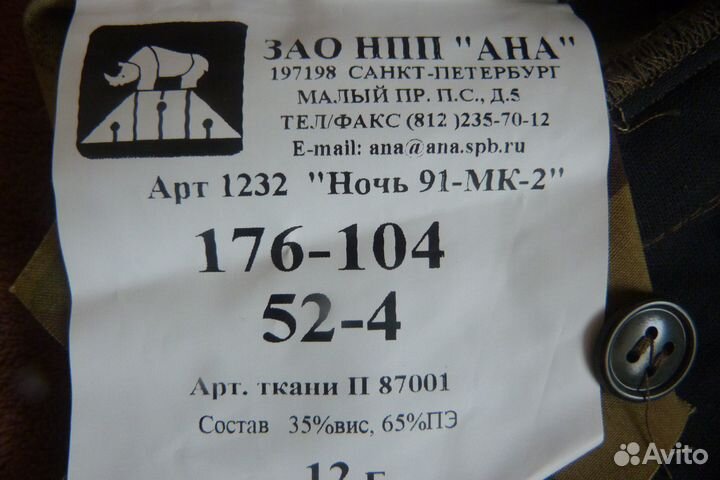 ЗАО НПП "АНА"
197198 САНКТ-ПЕТЕРБУРГ
МАЛЫЙ ПР. П.С., Д.5
ТЕЛ/ФАКС (812 )235-70-12
E-mail: ana@ana.spb.ru
Арт 1232 "Ночь 91-МК-2"
176-104
52-4
Арт. ткани П 87001
Состав 35%вис, 65%ПЭ
12 г
Avito